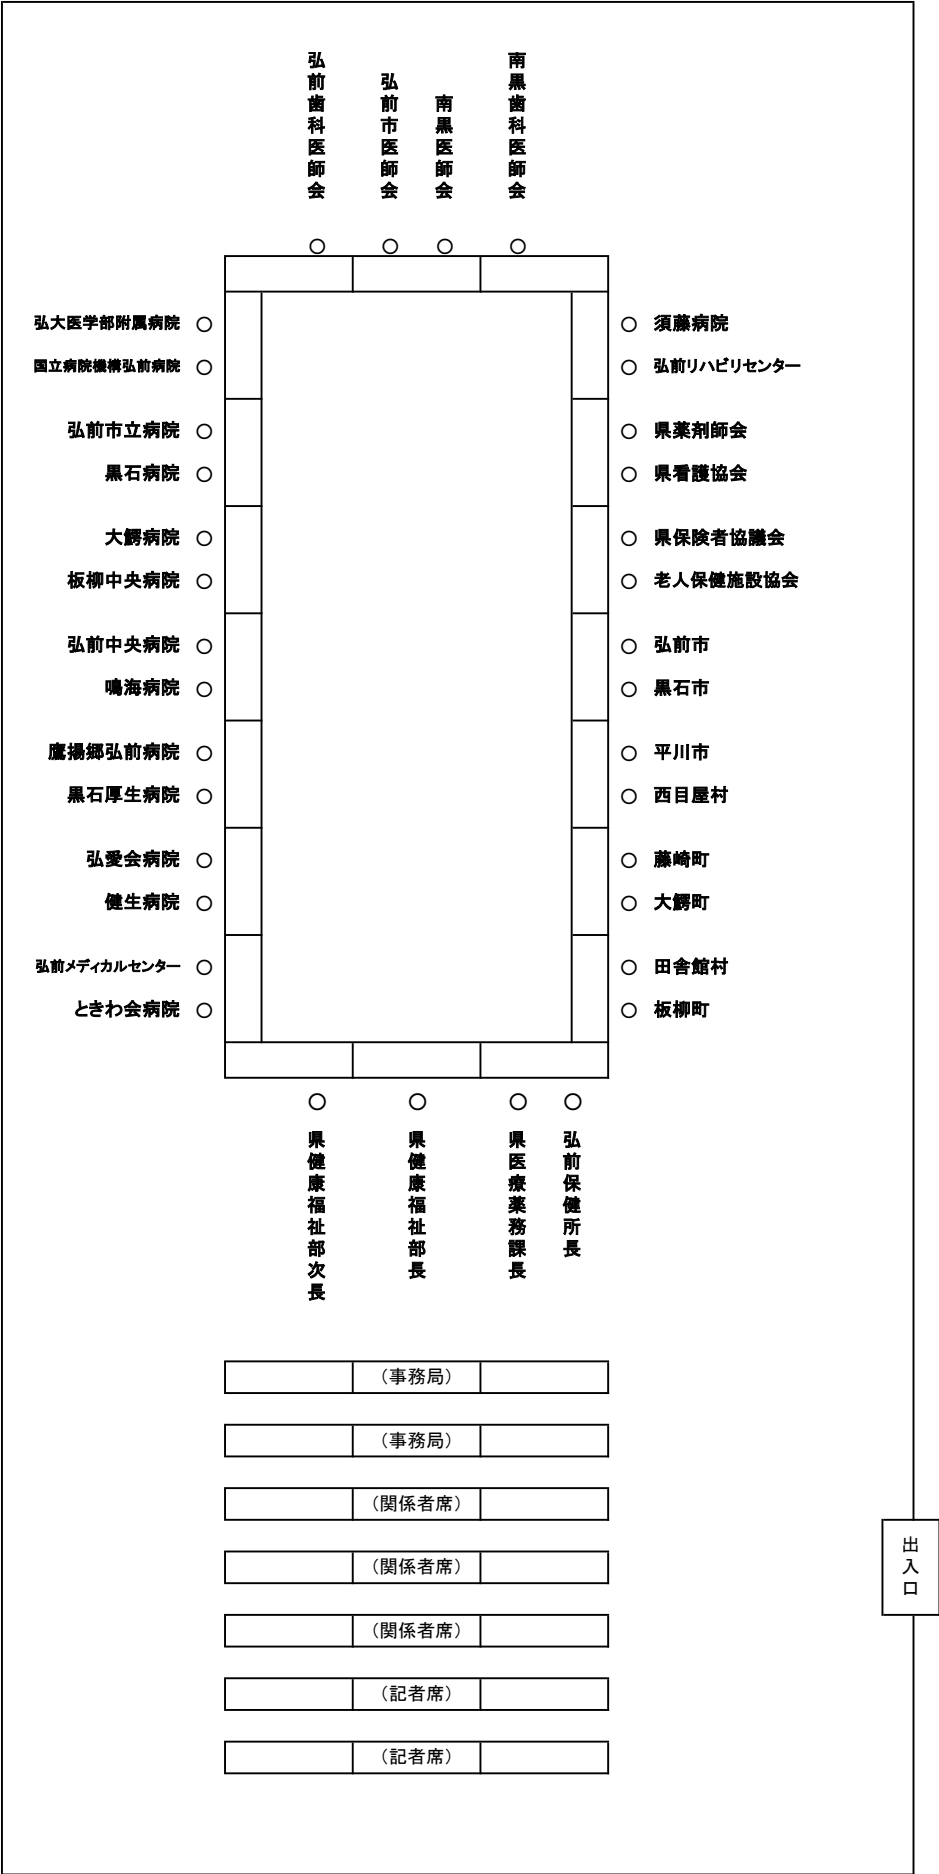 弘前歯科医師会
弘前市医師会
南黒医師会
南黒歯科医師会
弘大医学部附属病院
国立病院機構弘前病院
弘前市立病院
黒石病院
大鰐病院
板柳中央病院
弘前中央病院
鳴海病院
鷹揚郷弘前病院
黒石厚生病院
弘愛会病院
健生病院
弘前メディカルセンター
ときわ会病院
須藤病院
弘前リハビリセンター
県薬剤師会
県看護協会
県保険者協議会
老人保健施設協会
弘前市
黒石市
平川市
西目屋村
藤崎町
大鰐町
田舎館村
板柳町
県健康福祉部次長
県健康福祉部長
県医療薬務課長
弘前保健所長
（事務局）
（事務局）
（関係者席）
（関係者席）
（関係者席）
（記者席）
（記者席）
出入口